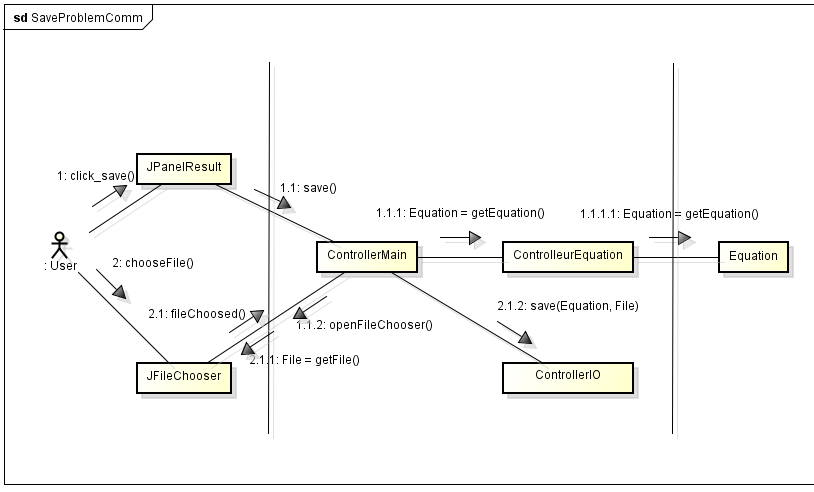 sd SaveProblemComm
JPanelResult
1: click_save()
1.1: save()
1.1.1: Equation = getEquation()
1.1.1.1: Equation = getEquation()
ControllerMain
ControlleurEquation
Equation
: User
2: chooseFile()
2.1: fileChoosed()
2.1.2: save(Equation, File)
1.1.2: openFileChooser()
2.1.1: File = getFile()
JFileChooser
ControllerIO